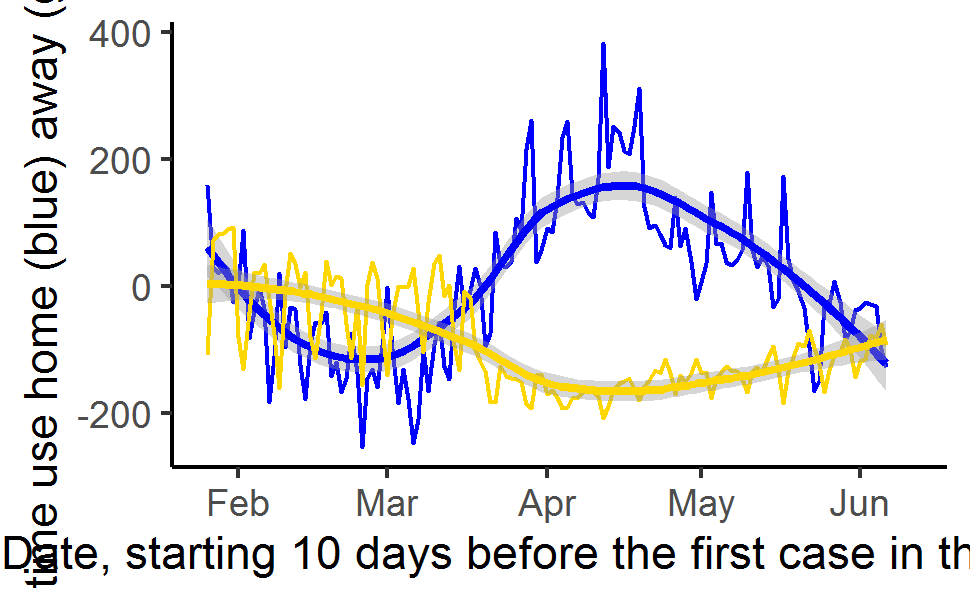 time use home (blue) away (
400
200
0
-200
Feb Mar Apr May Jun
Date, starting 10 days before the first case in th